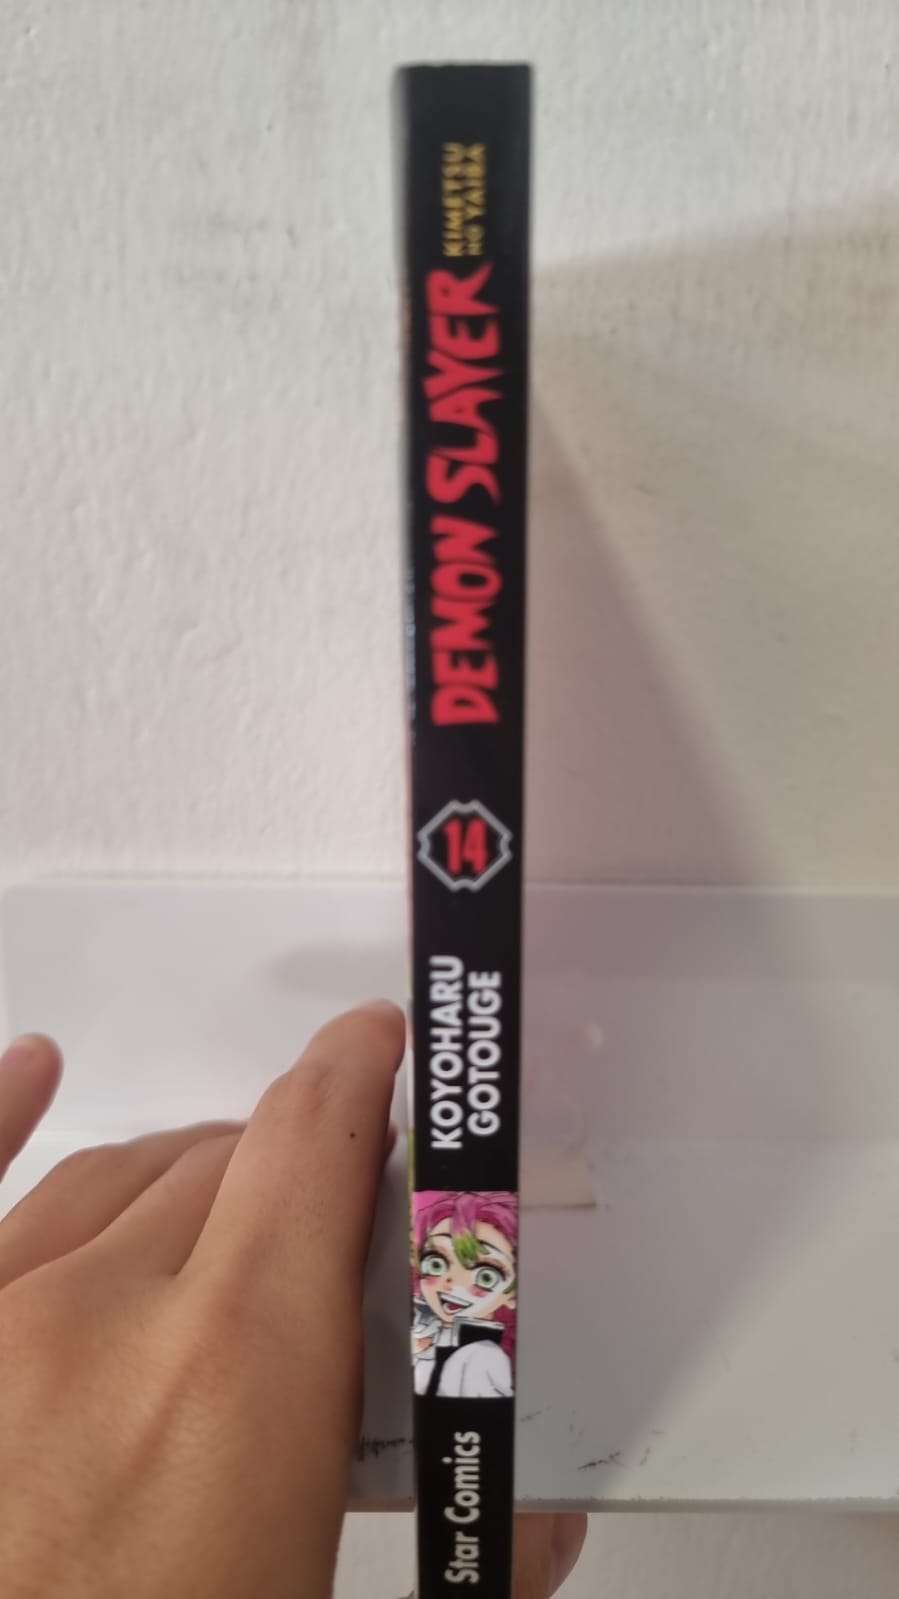 KIMETSU
NO YAIBA
DEMON SLAYER
14
KOYOHARU
GOTOUGE
Star Comics